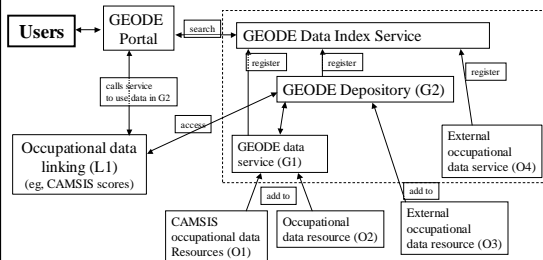 Users
GEODE
Portal
search
GEODE Data Index Service
register
register
register
calls service
to use data in G2
GEODE Depository (G2)
access
Occupational data
linking (L1)
(eg, CAMSIS scores)
GEODE data
service (G1)
External
occupational
data service (O4)
add to
add to
CAMSIS
occupational data
Resources (O1)
Occupational
data resource (O2)
External
occupational
data resource (O3)